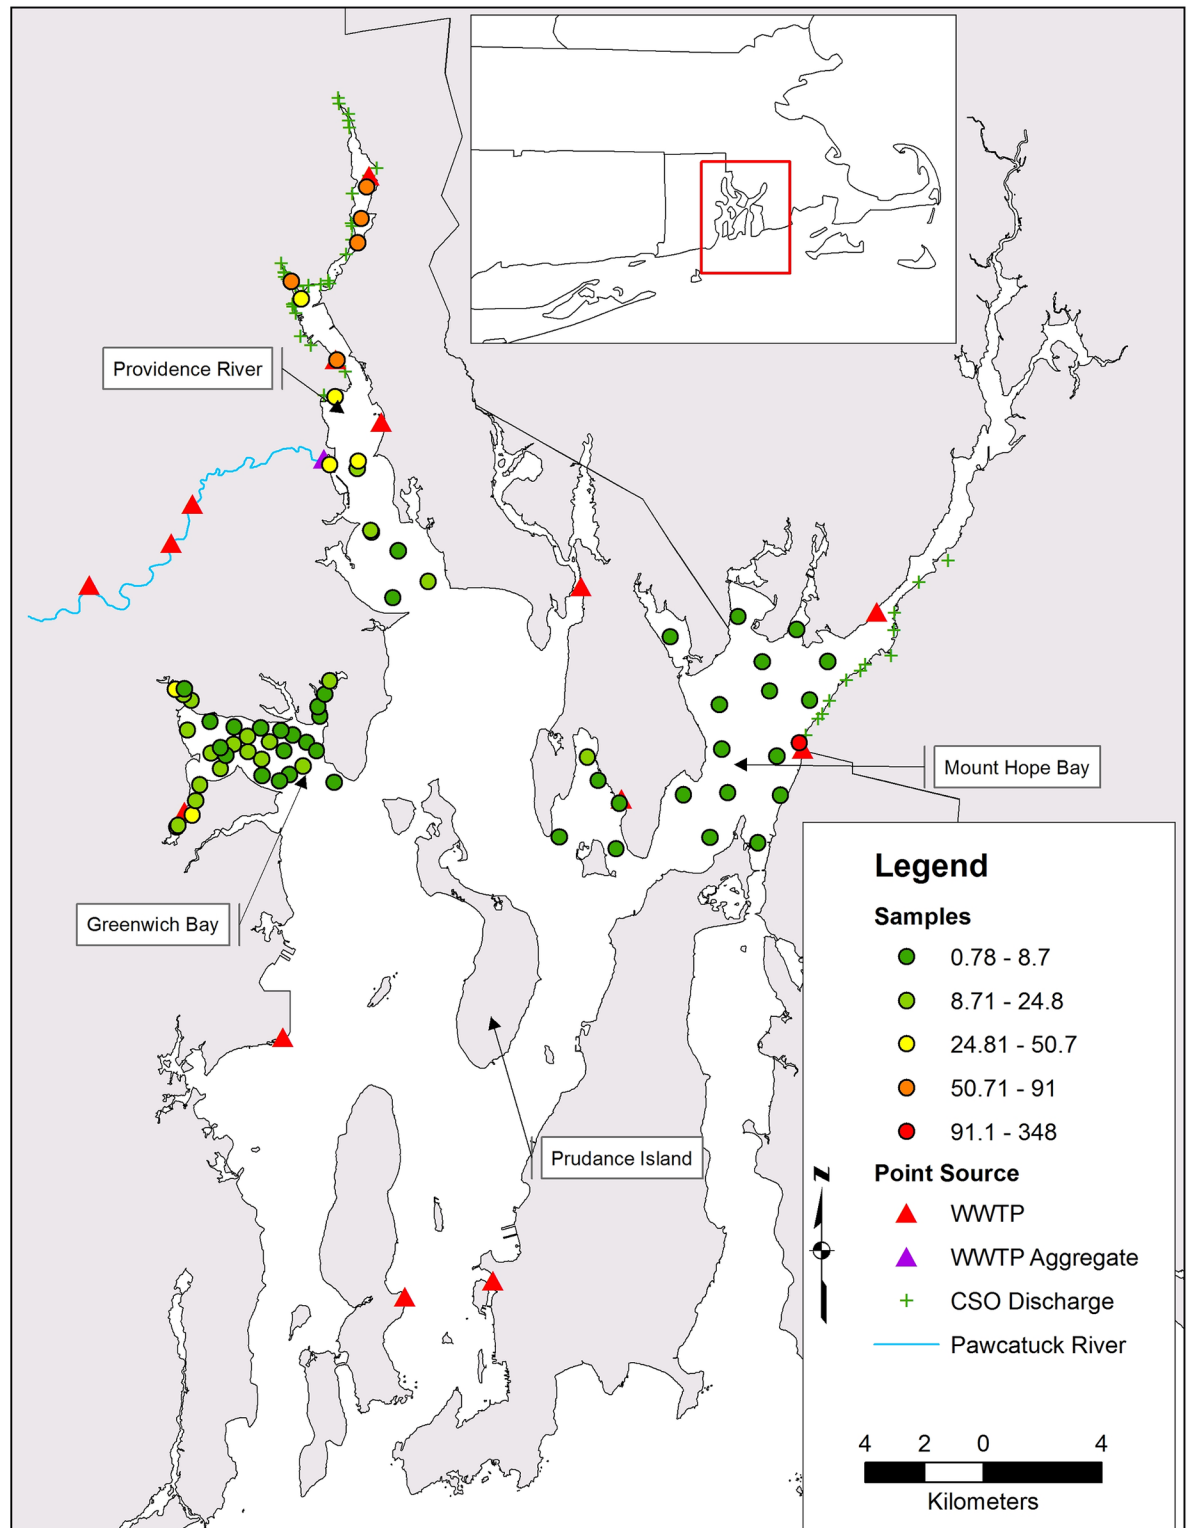 Providence River
Mount Hope Bay
Greenwich Bay
Prudance Island
Legend
Samples
0.78 - 8.7
8.71 - 24.8
24.81 - 50.7
50.71 - 91
91.1 - 348
Point Source
WWTP
WWTP Aggregate
CSO Discharge
Pawcatuck River
N
4 2 0 4
Kilometers